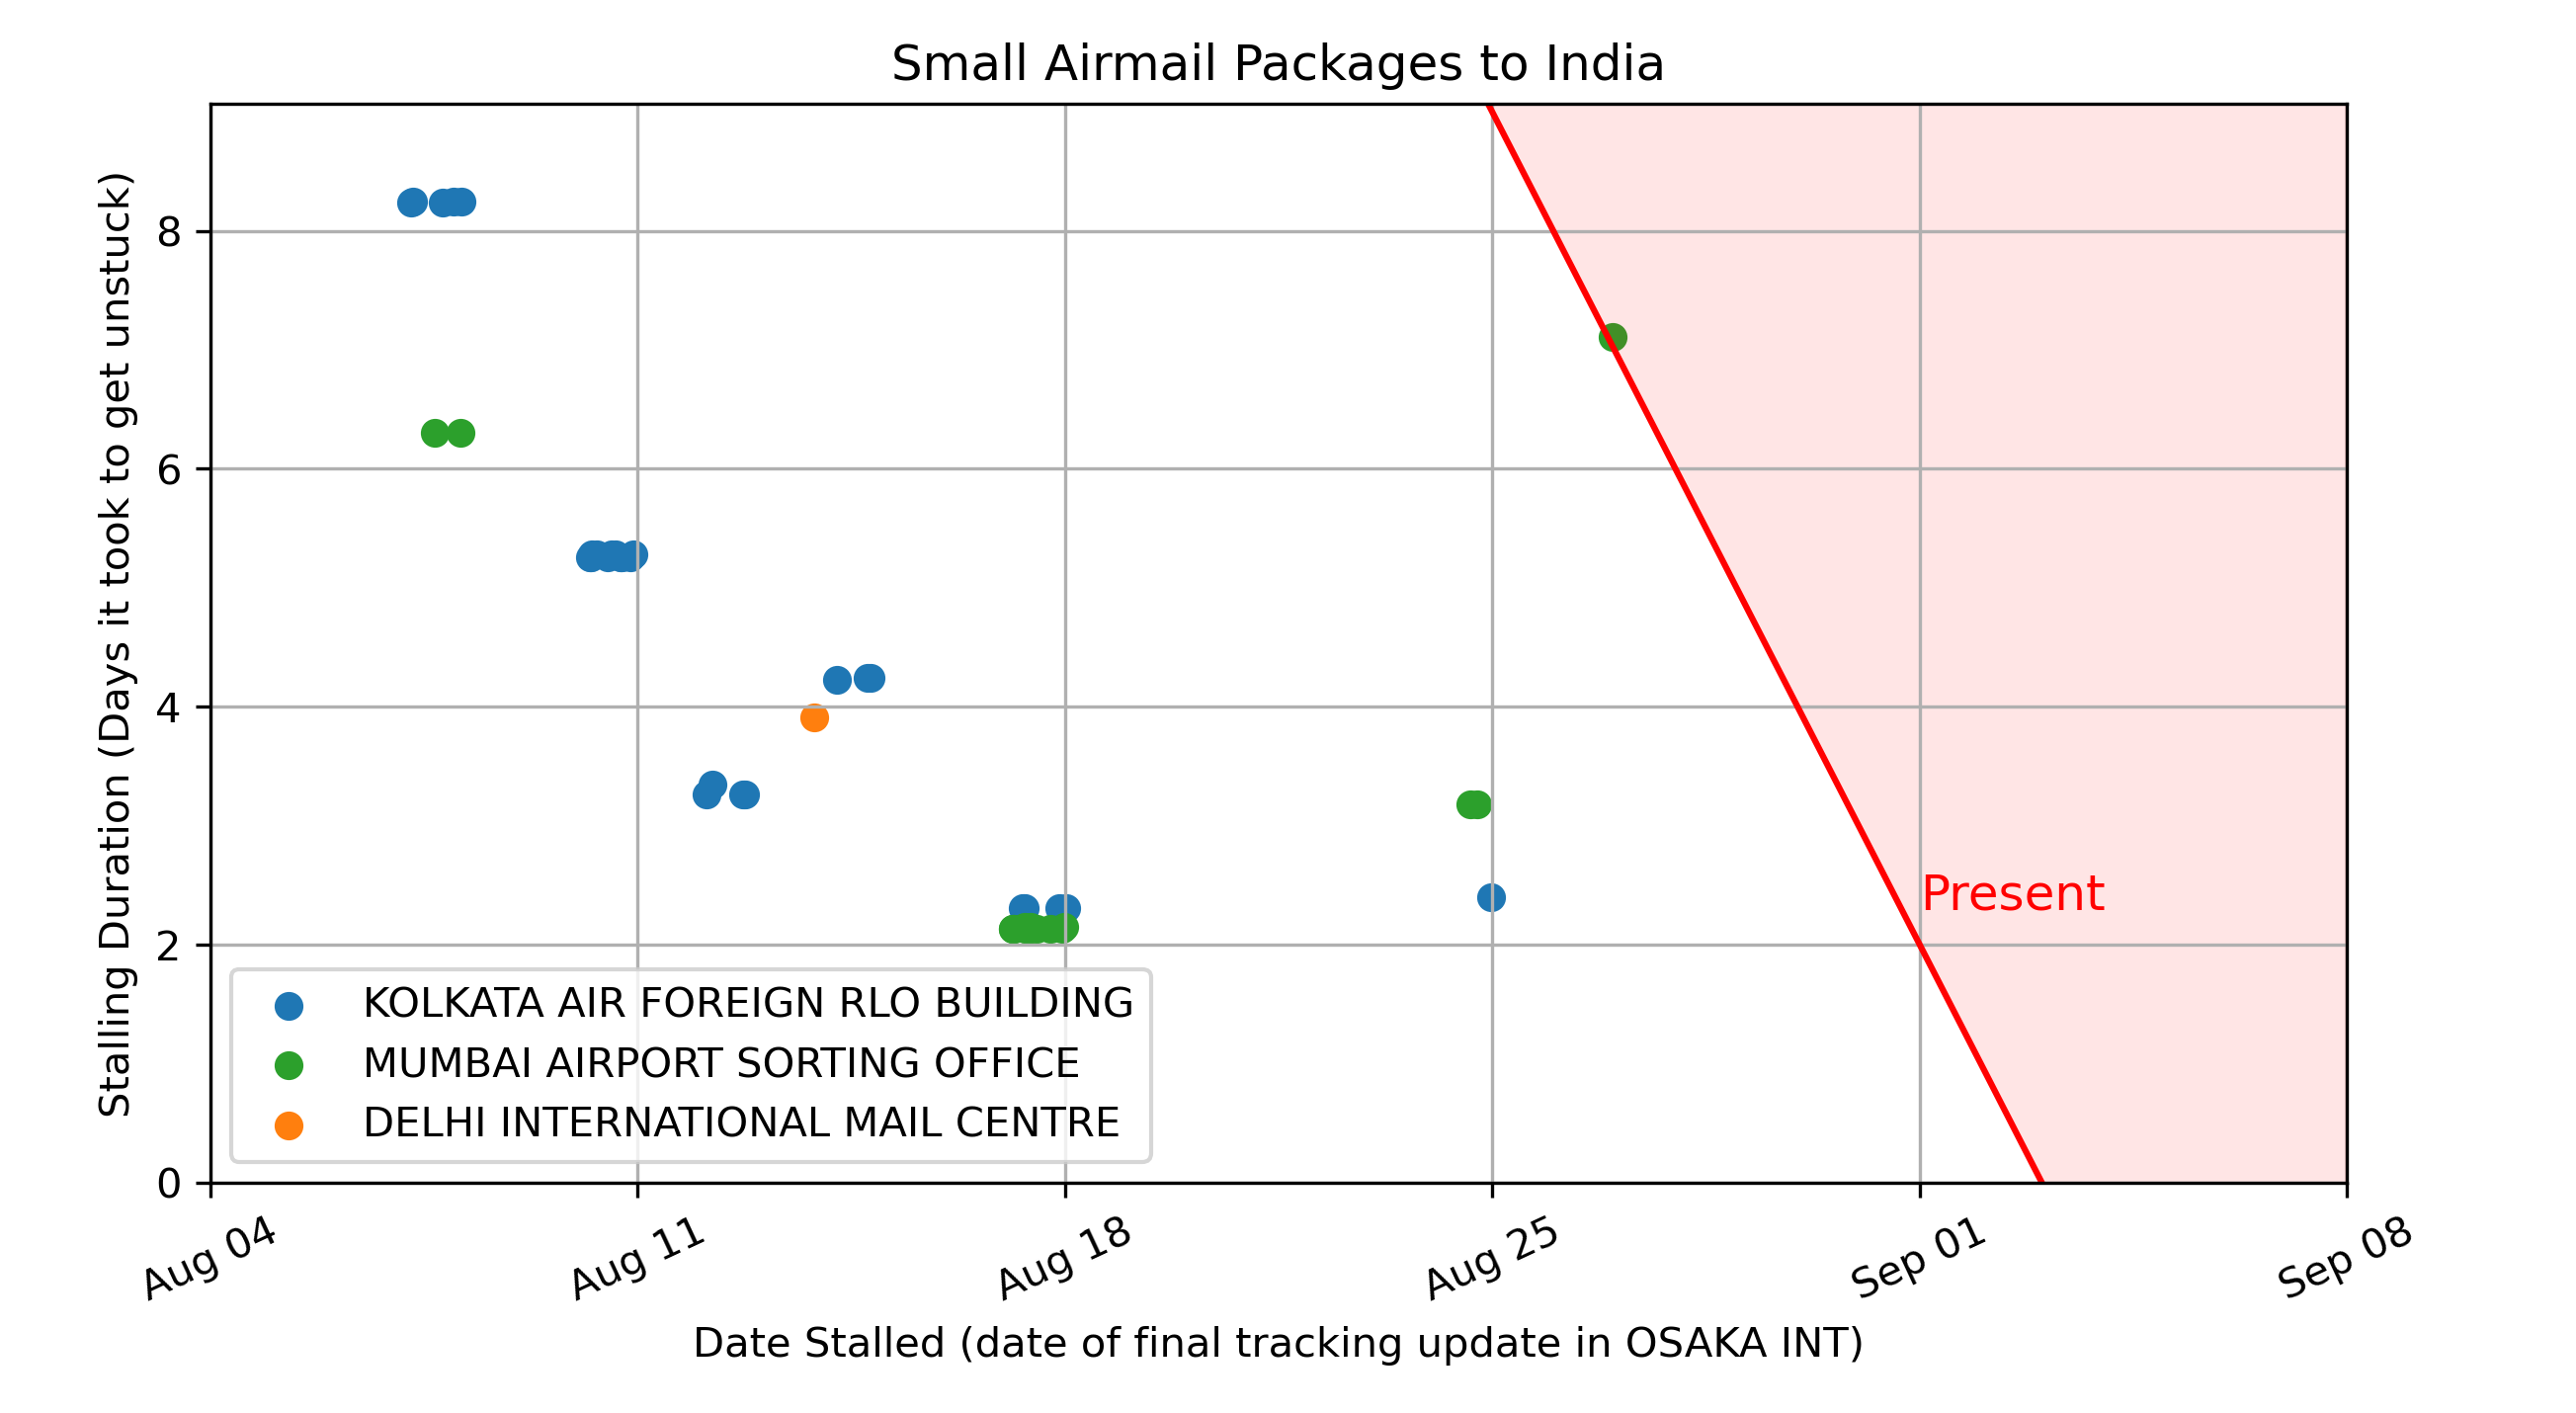 Small Airmail Packages to India
Stalling Duration (Days it took to get unstuck)
8
6
4
2
0
Present
KOLKATA AIR FOREIGN RLO BUILDING
MUMBAI AIRPORT SORTING OFFICE
DELHI INTERNATIONAL MAIL CENTRE
Aug 04
Aug 11
Aug 18
Aug 25
Sep 01
Sep 08
Date Stalled (date of final tracking update in OSAKA INT)